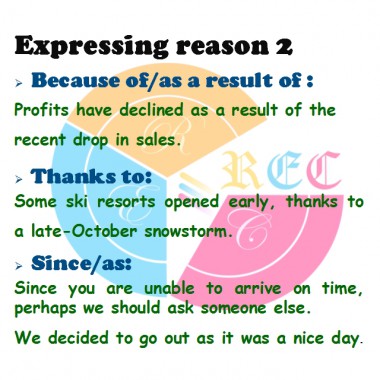 Expressing reason 2
➢ Because of/as a result of :
Profits have declined as a result of the
recent drop in sales.
➢ Thanks to:
Some ski resorts opened early, thanks to
a late-October snowstorm.
➢ Since/as:
Since you are unable to arrive on time,
perhaps we should ask someone else.
We decided to go out as it was a nice day.
REC
R
E
C